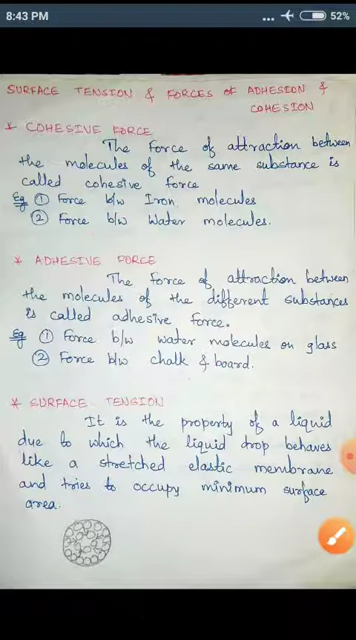 8:43 PM ... 52%
SURFACE TENSION & FORCES OF ADHESION &
COHESION
* COHESIVE FORCE
The force of attraction between
the molecules of the same substance is
called cohesive force
Eg ① Force b/w Iron molecules
② Force b/w Water molecules.
* ADHESIVE FORCE
The force of attraction between
the molecules of the different substances
is called adhesive force.
Eg ① Force b/w water molecules on glass
② Force b/w chalk & board.
* SURFACE TENSION
It is the property of a liquid
due to which the liquid drop behaves
like a stretched elastic membrane
and tries to occupy minimum surface
area.